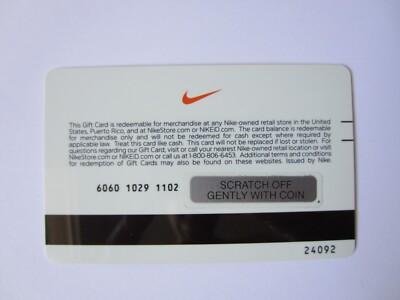 This Gift Card is redeemable for merchandise at any Nike-owned retail store in the United
States, Puerto Rico, and at NikeStore.com or NIKEiD.com. The card balance is redeemable
for merchandise only and will not be redeemed for cash except where required by
applicable law. Treat this card like cash. This card will not be replaced if lost or stolen. For
questions regarding our Gift Card, visit or call your nearest Nike-owned retail location or visit
NikeStore.com or NIKEiD.com or call us at 1-800-806-6453. Additional terms and conditions
for redemption of Gift Cards may also be found on these websites. Issued by Nike.
6060 1029 1102
SCRATCH OFF
GENTLY WITH COIN
24092